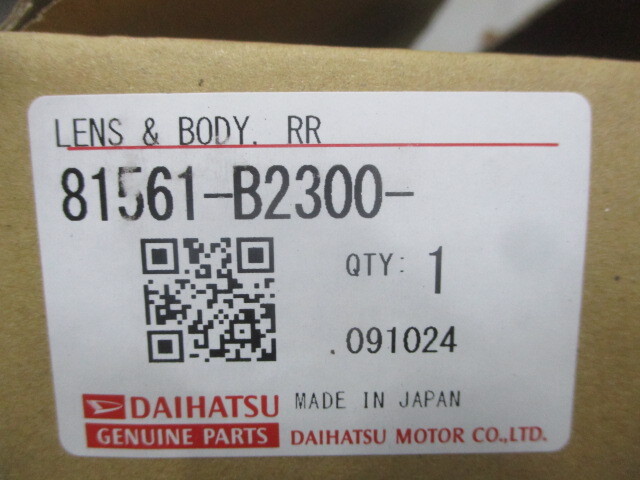 LENS & BODY. RR
81561-B2300-
QTY: 1
.091024
DAIHATSU MADE IN JAPAN
GENUINE PARTS DAIHATSU MOTOR CO.,LTD.